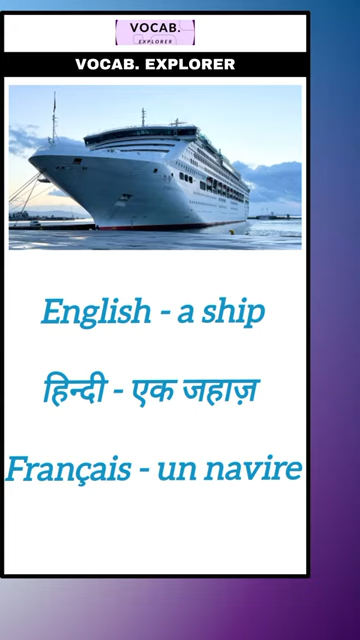 VOCAB.
EXPLORER
VOCAB. EXPLORER
English - a ship
हिन्दी - एक जहाज़
Français - un navire